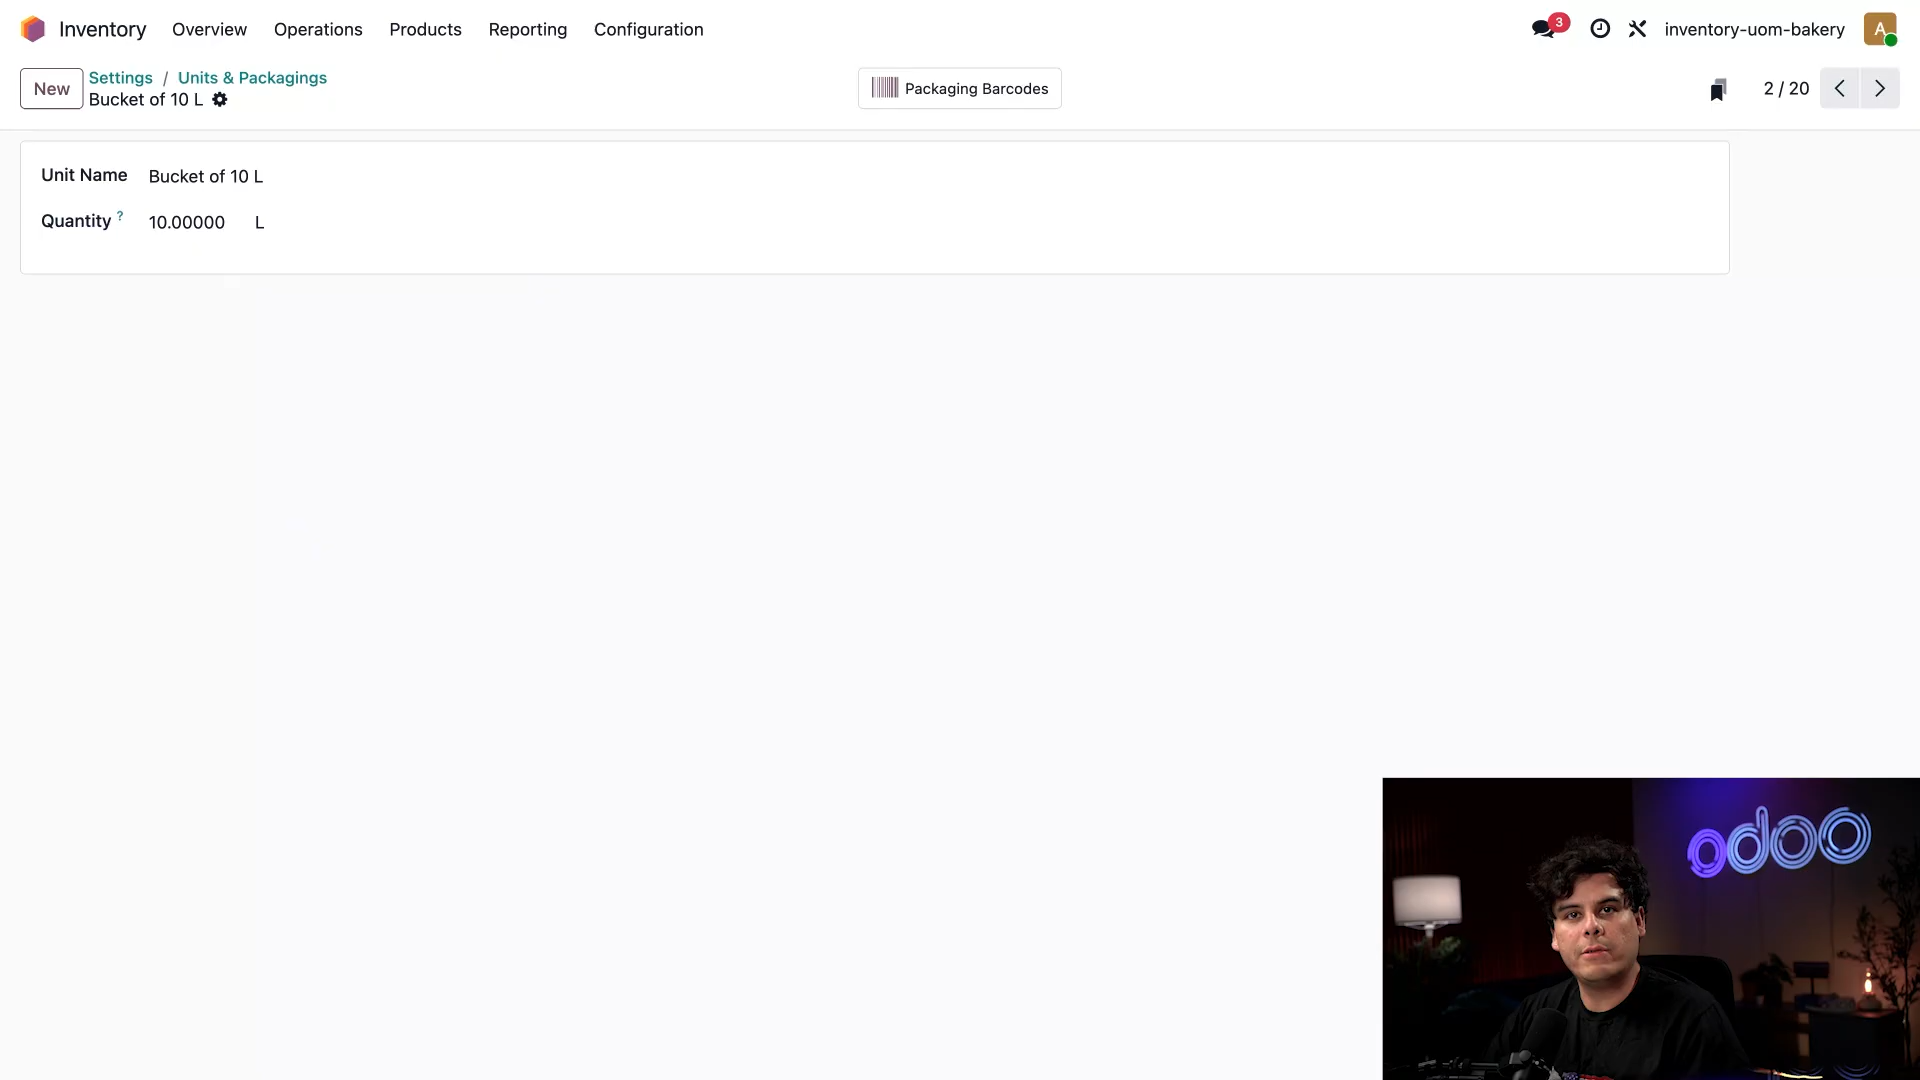 Inventory Overview Operations Products Reporting Configuration 3 inventory-uom-bakery A
New Settings / Units & Packagings
Bucket of 10 L
Packaging Barcodes
2 / 20
Unit Name Bucket of 10 L
Quantity ? 10.00000 L
odoo